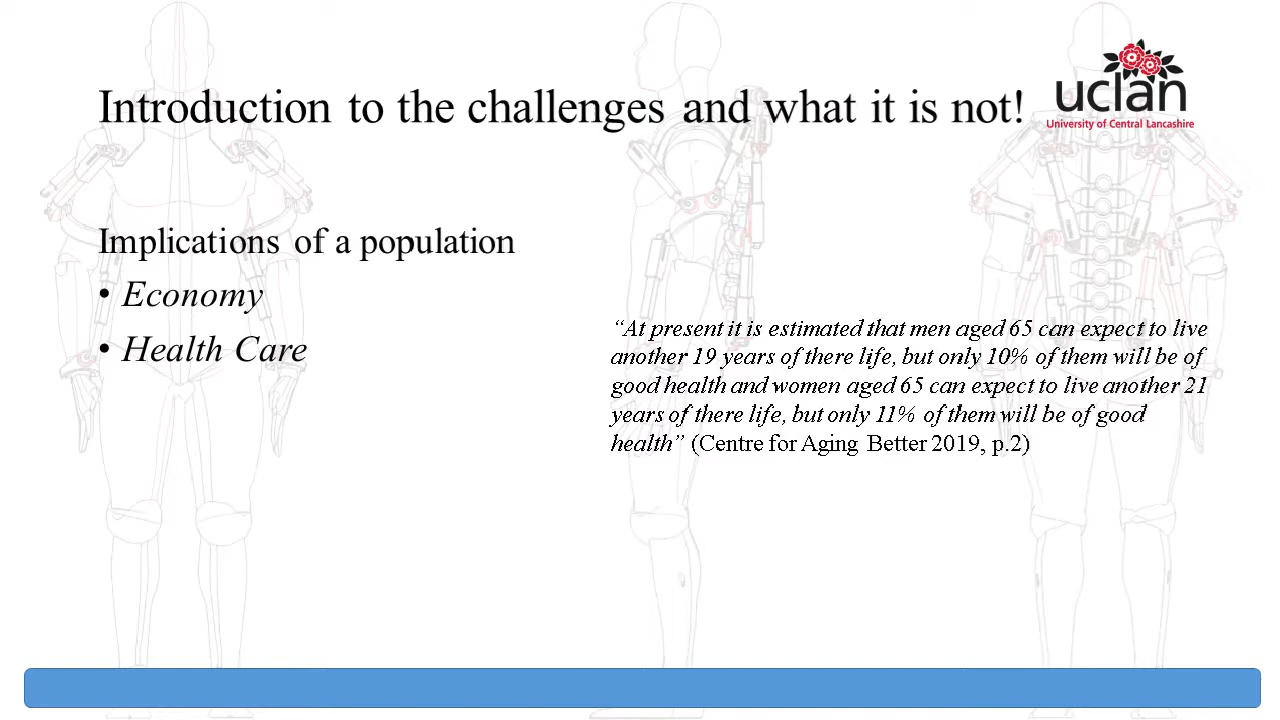 Introduction to the challenges and what it is not!
uclan
University of Central Lancashire
Implications of a population
• Economy
• Health Care
“At present it is estimated that men aged 65 can expect to live
another 19 years of there life, but only 10% of them will be of
good health and women aged 65 can expect to live another 21
years of there life, but only 11% of them will be of good
health” (Centre for Aging Better 2019, p.2)